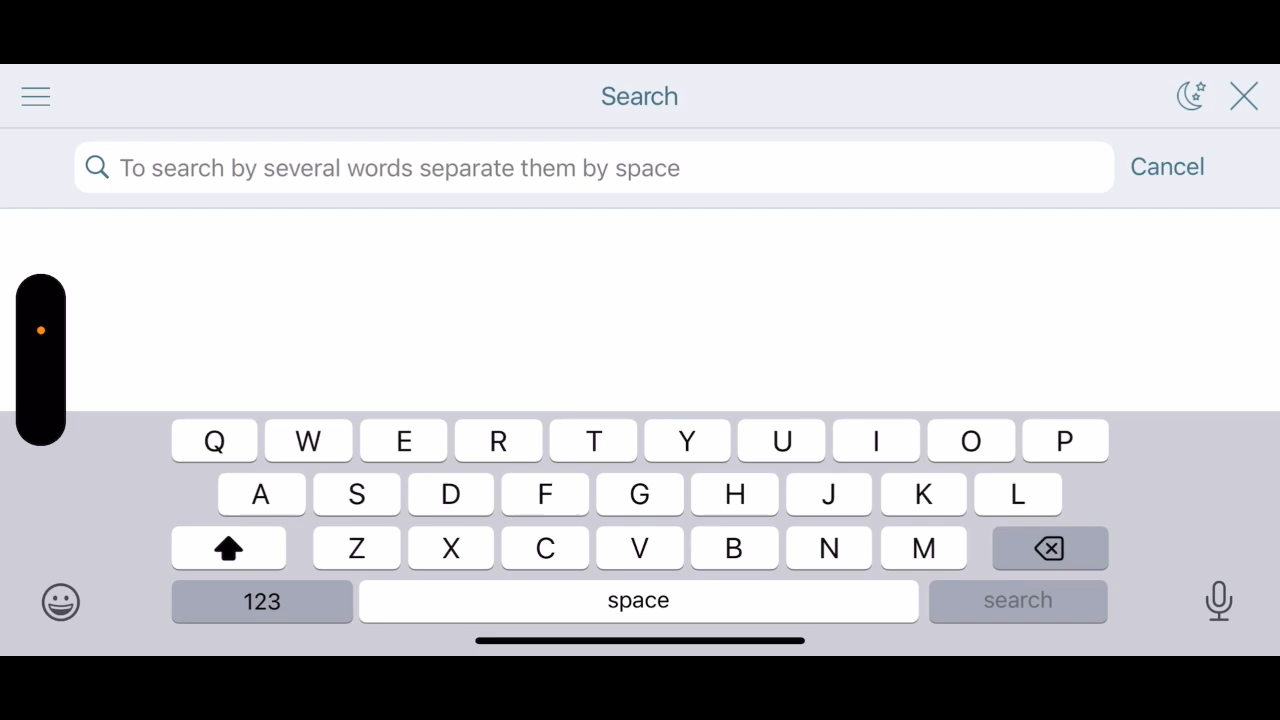 Search
To search by several words separate them by space
Cancel
Q W E R T Y U I O P
A S D F G H J K L
Z X C V B N M
123 space search